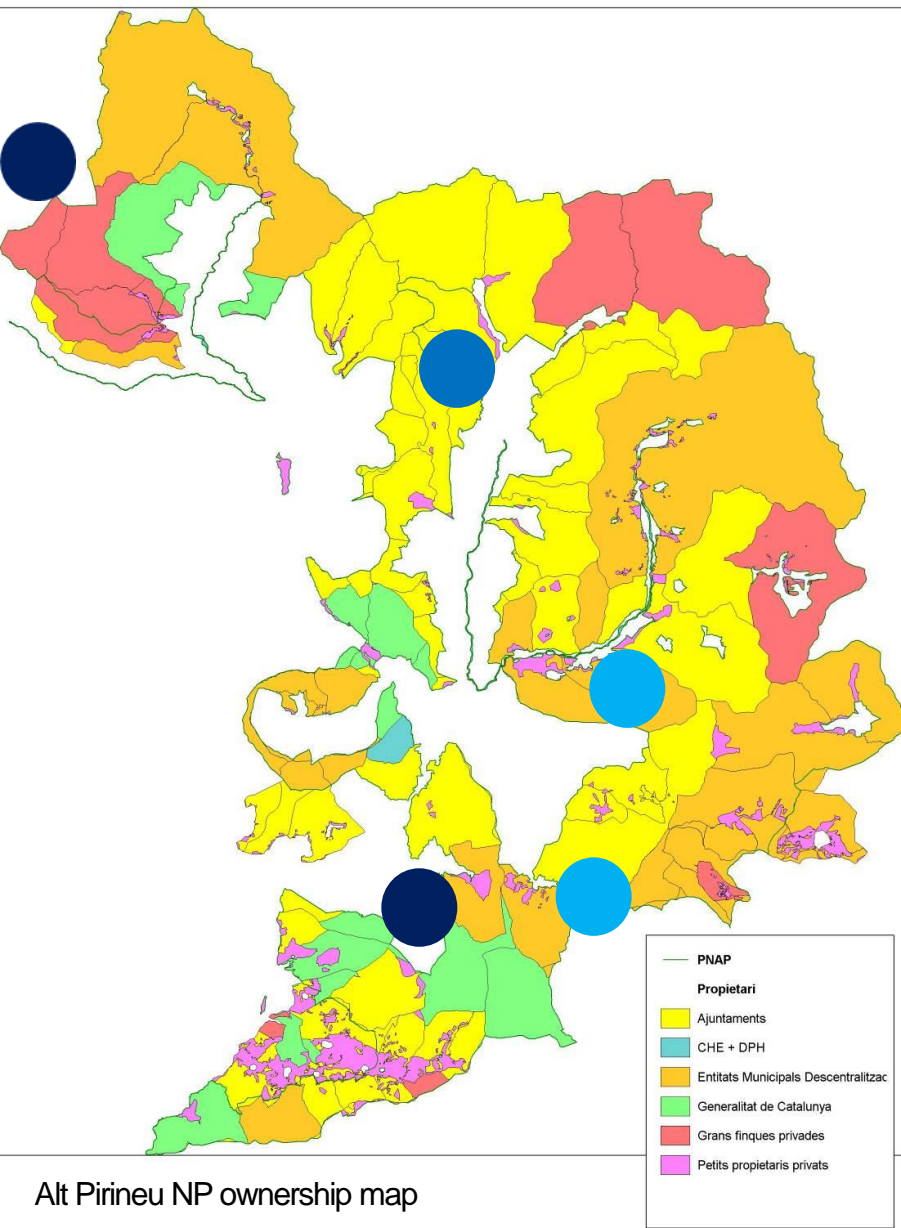 PNAP
Propietari
Ajuntaments
CHE + DPH
Entitats Municipals Descentralitzac
Generalitat de Catalunya
Grans finques privades
Petits propietaris privats
Alt Pirineu NP ownership map